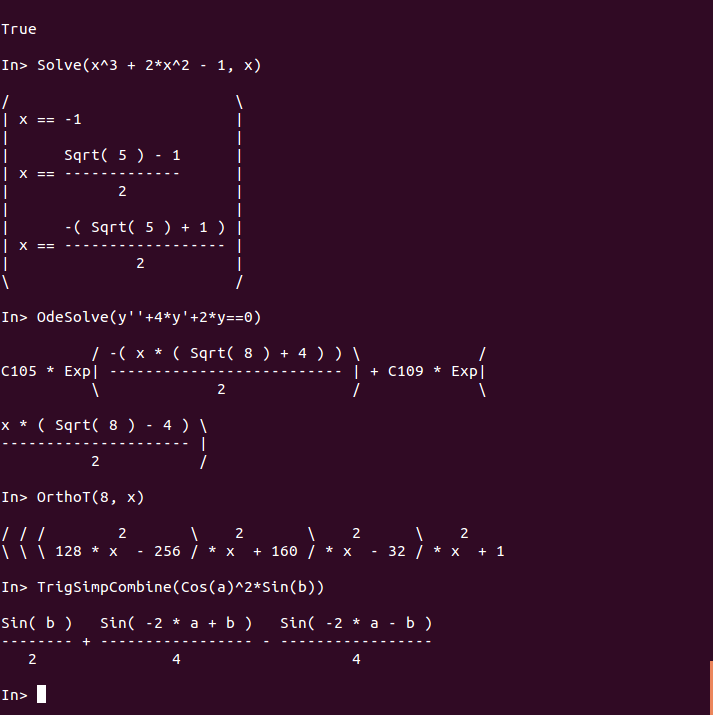 True
In> Solve(x^3 + 2*x^2 - 1, x)
/                         \
| x == -1                 |
|                         |
|      Sqrt( 5 ) - 1      |
| x == -------------      |
|            2            |
|                         |
|      -( Sqrt( 5 ) + 1 ) |
| x == ------------------ |
|              2          |
\                         /
In> OdeSolve(y''+4*y'+2*y==0)
          / -( x * ( Sqrt( 8 ) + 4 ) ) \             /
C105 * Exp| -------------------------- | + C109 * Exp|
          \             2              /             \
x * ( Sqrt( 8 ) - 4 ) \
--------------------- |
          2           /
In> OrthoT(8, x)
/ / /        2       \    2       \    2      \    2
\ \ \ 128 * x  - 256 / * x  + 160 / * x  - 32 / * x  + 1
In> TrigSimpCombine(Cos(a)^2*Sin(b))
Sin( b )   Sin( -2 * a + b )   Sin( -2 * a - b )
-------- + ----------------- - -----------------
   2               4                   4
In>